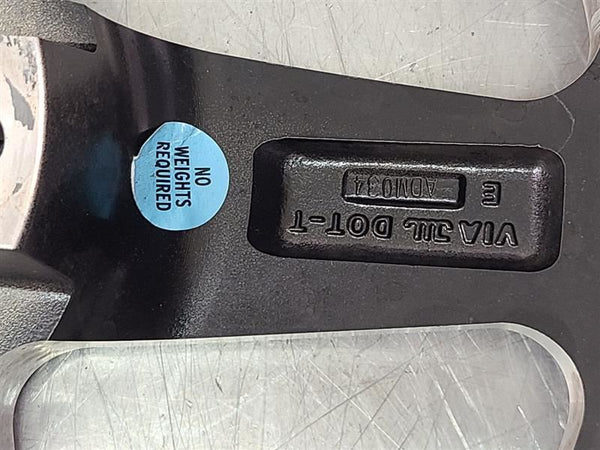 NO
WEIGHTS
REQUIRED
VIA JWL DOT-T
E ADM034